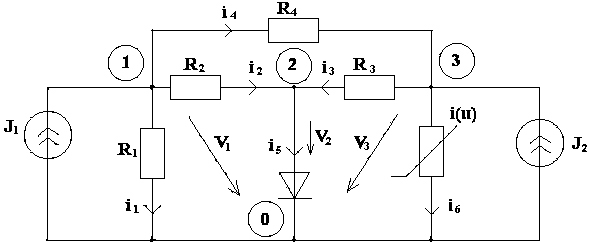 i4 R4
1 R2 i2 2 i3 R3 3
J1 R1 V1 i5 V2 V3 i(u) J2
i1 0 i6